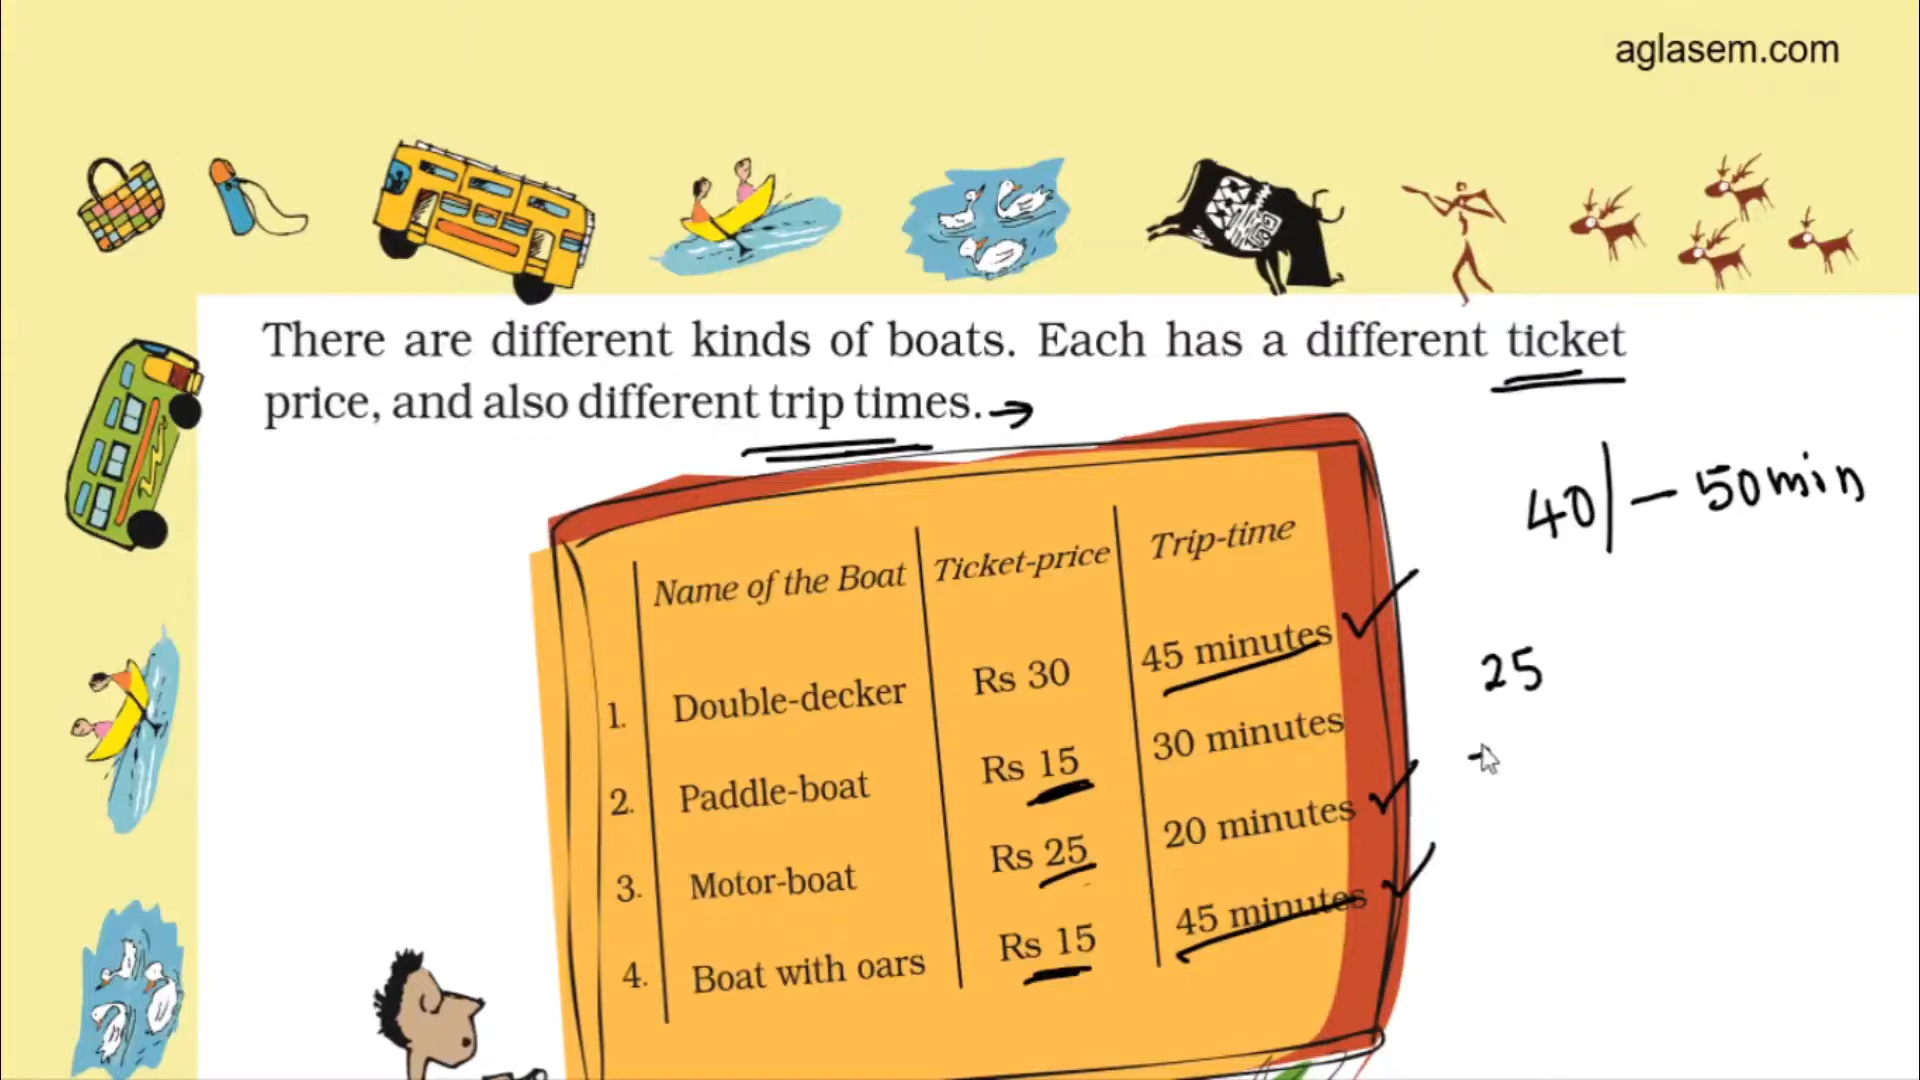 aglasem.com
There are different kinds of boats. Each has a different ticket
price, and also different trip times.
40/-50min
Name of the Boat Ticket-price Trip-time
1. Double-decker Rs 30 45 minutes
25
2. Paddle-boat Rs 15 30 minutes
3. Motor-boat Rs 25 20 minutes
4. Boat with oars Rs 15 45 minutes